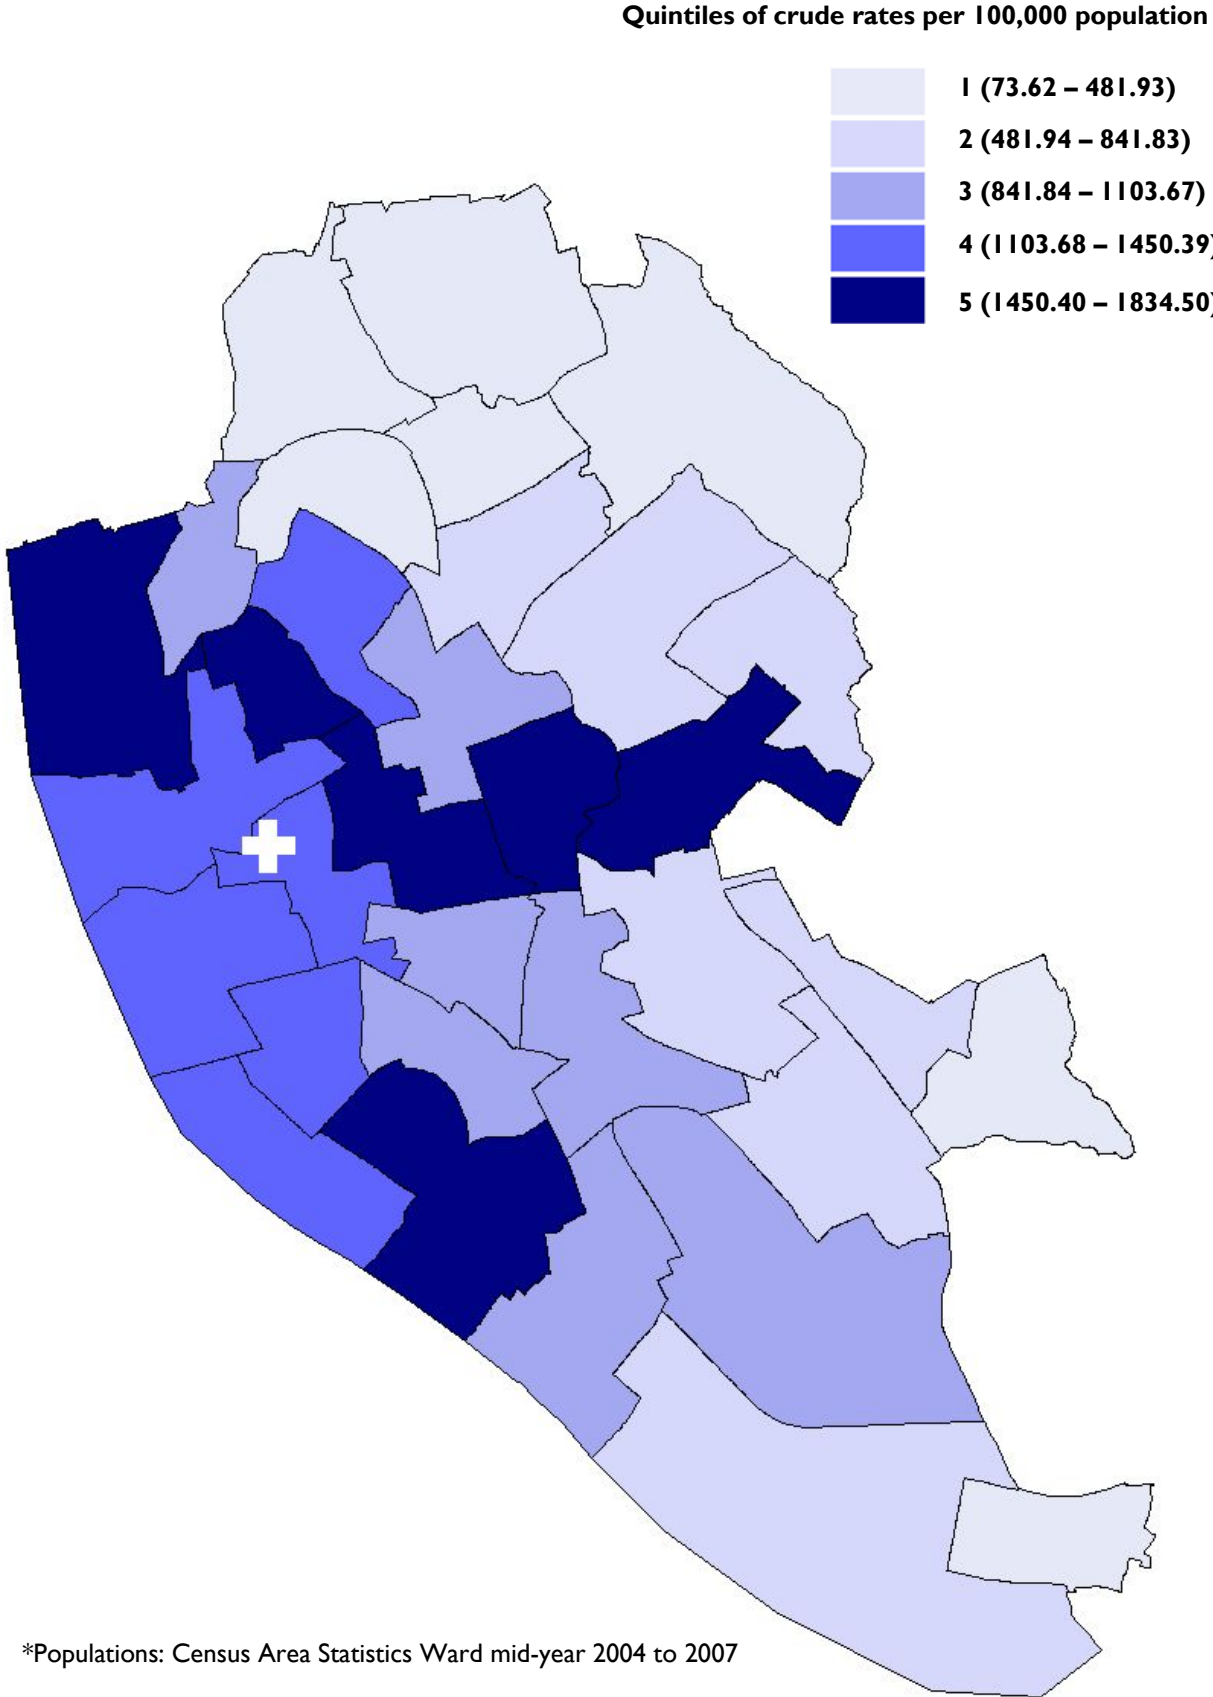 Quintiles of crude rates per 100,000 population
1 (73.62 – 481.93)
2 (481.94 – 841.83)
3 (841.84 – 1103.67)
4 (1103.68 – 1450.39)
5 (1450.40 – 1834.50)
*Populations: Census Area Statistics Ward mid-year 2004 to 2007